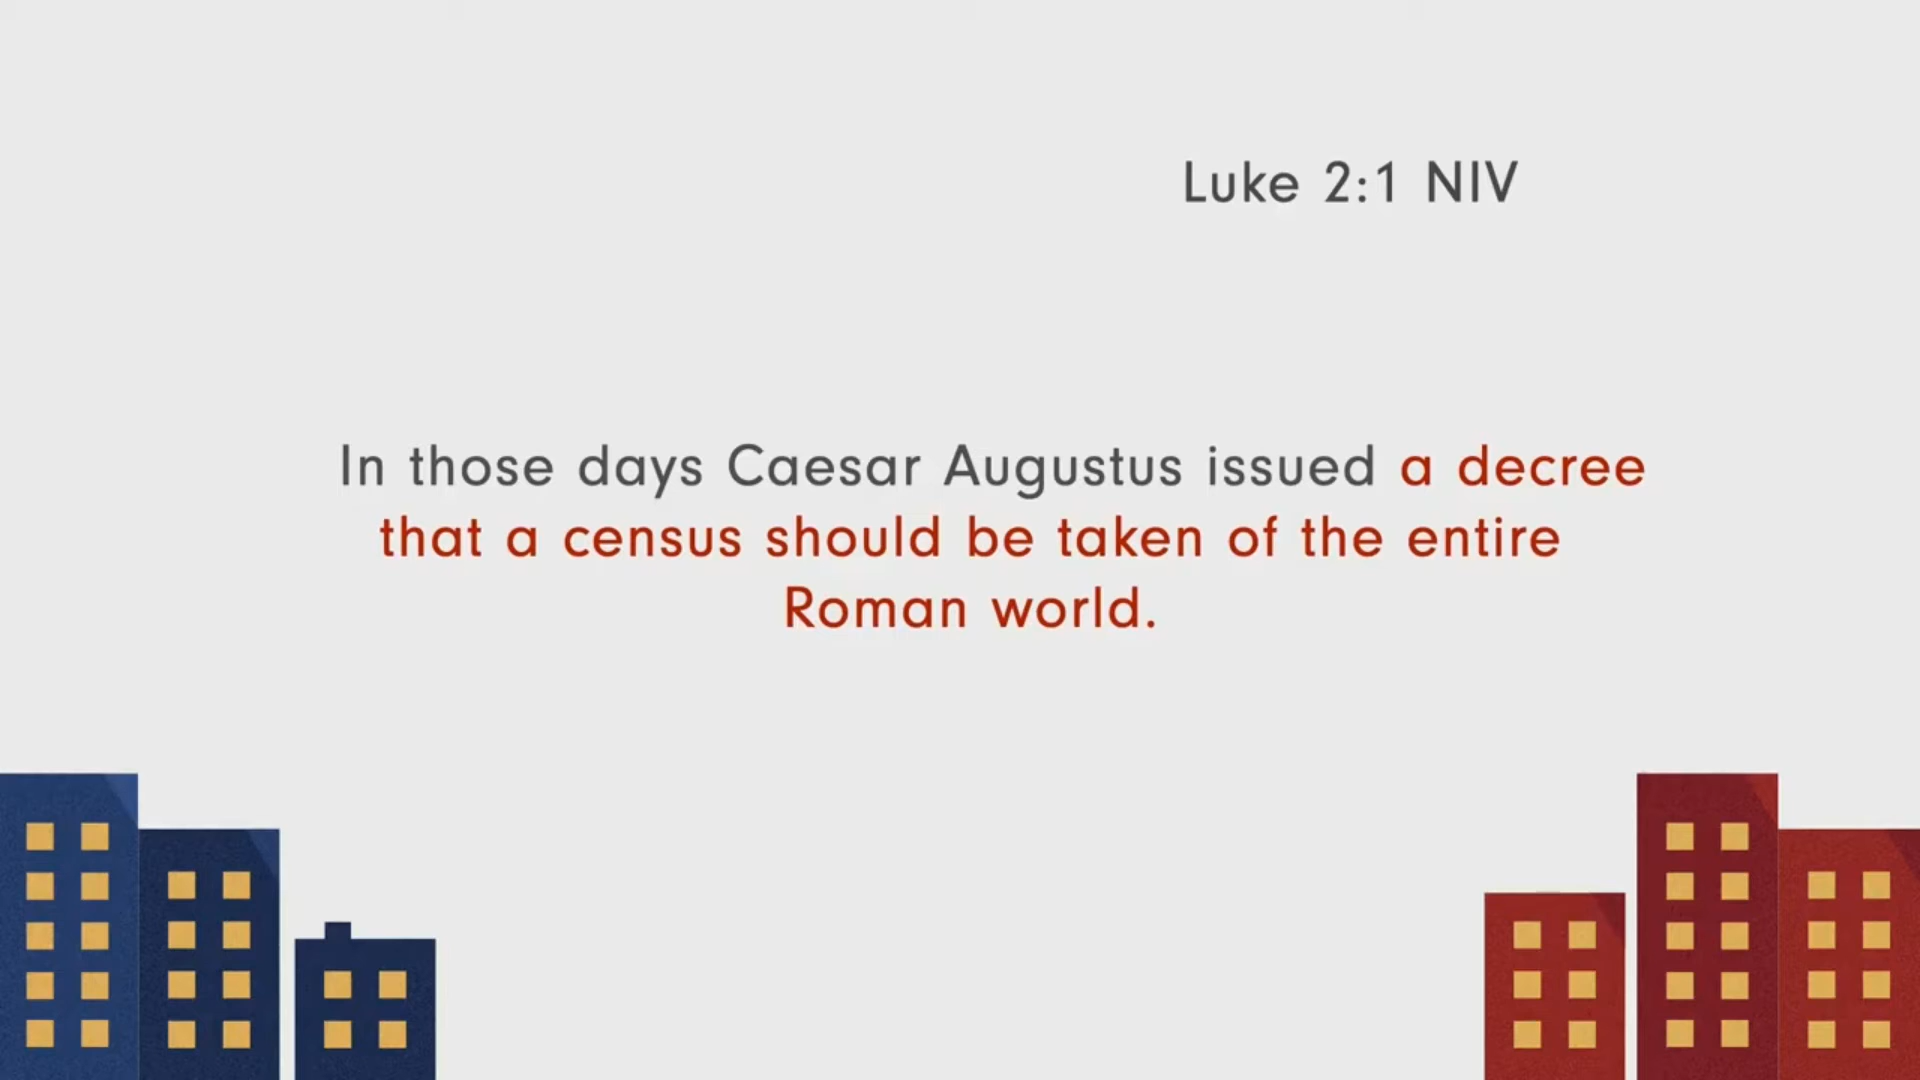 Luke 2:1 NIV
In those days Caesar Augustus issued a decree
that a census should be taken of the entire
Roman world.